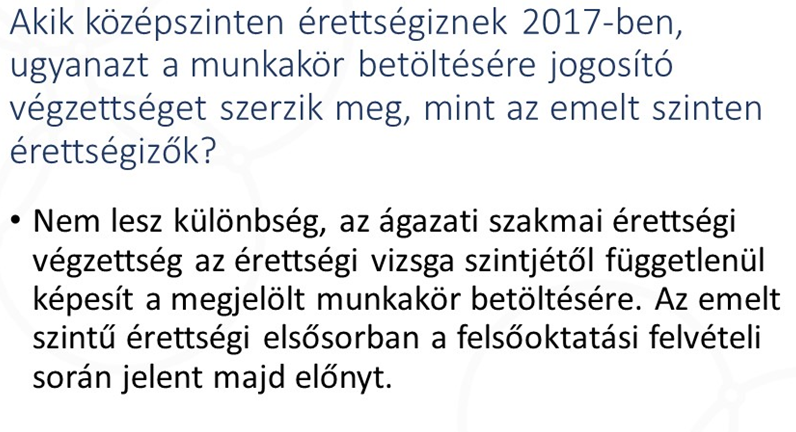 Akik középszinten érettségiznek 2017-ben,
ugyanazt a munkakör betöltésére jogosító
végzettséget szerzik meg, mint az emelt szinten
érettségizők?
• Nem lesz különbség, az ágazati szakmai érettségi
végzettség az érettségi vizsga szintjétől függetlenül
képesít a megjelölt munkakör betöltésére. Az emelt
szintű érettségi elsősorban a felsőoktatási felvételi
során jelent majd előnyt.